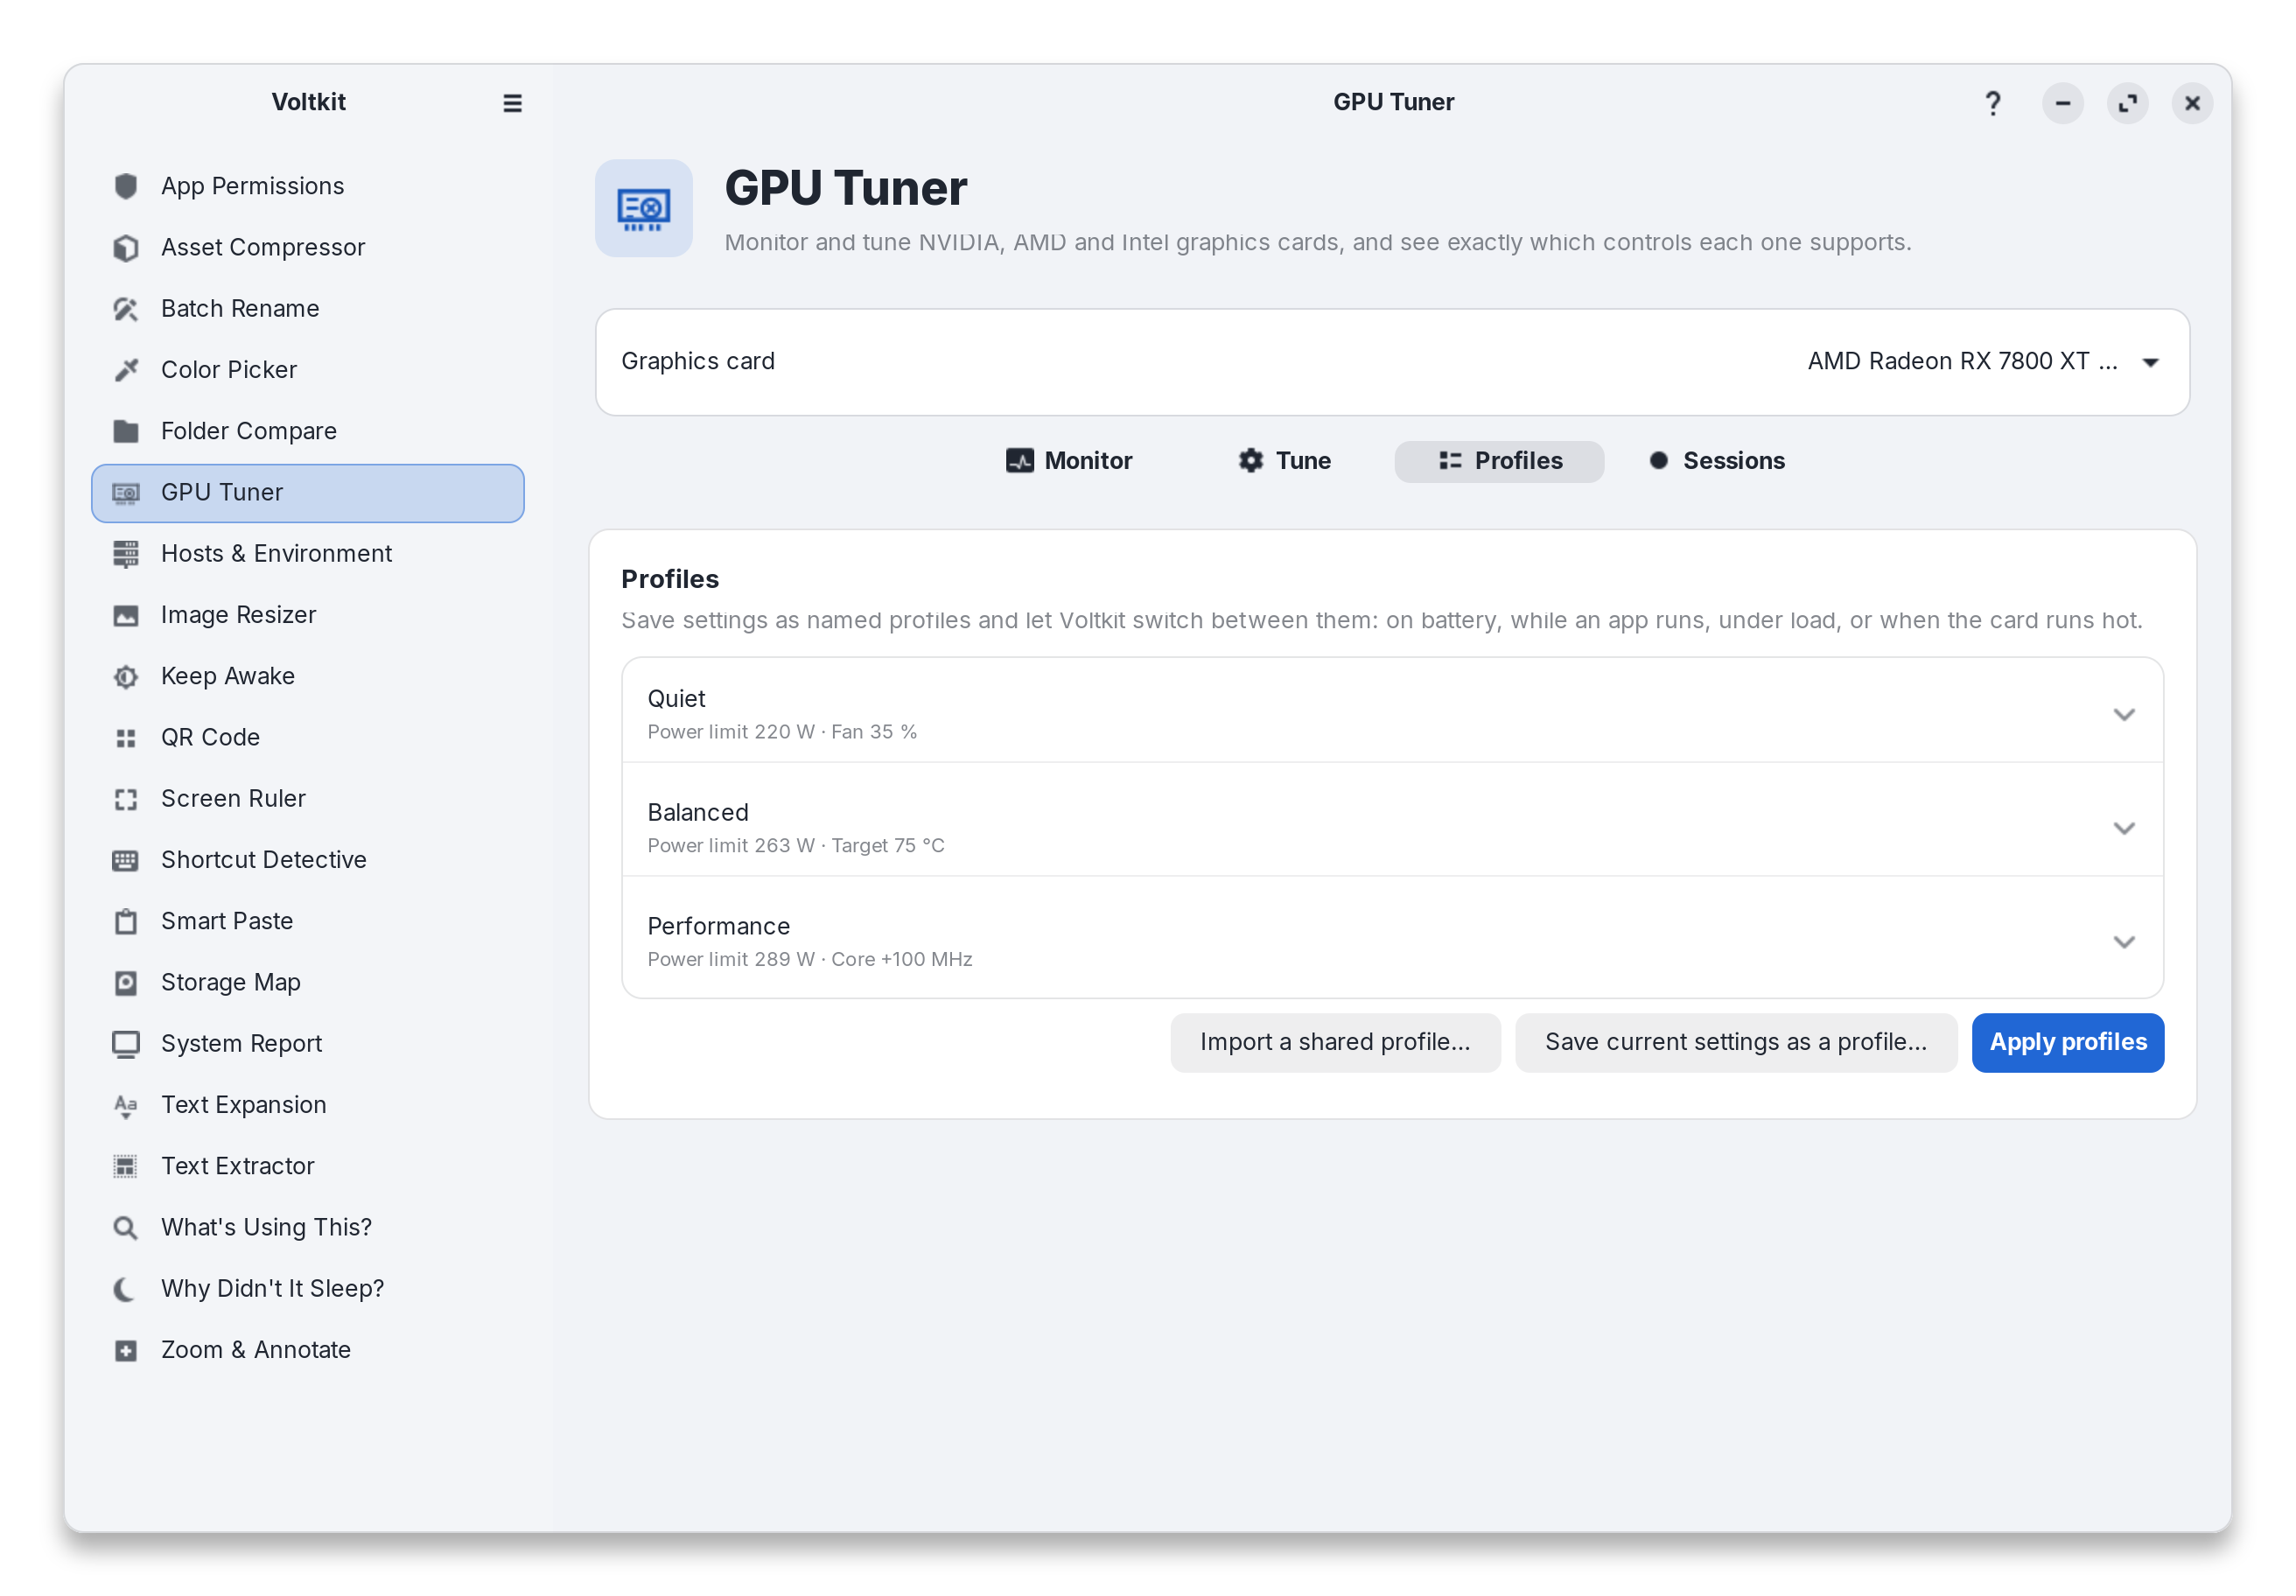 Voltkit
GPU Tuner
?
App Permissions
Asset Compressor
Batch Rename
Color Picker
Folder Compare
GPU Tuner
Hosts & Environment
Image Resizer
Keep Awake
QR Code
Screen Ruler
Shortcut Detective
Smart Paste
Storage Map
System Report
Text Expansion
Text Extractor
What's Using This?
Why Didn't It Sleep?
Zoom & Annotate
GPU Tuner
Monitor and tune NVIDIA, AMD and Intel graphics cards, and see exactly which controls each one supports.
Graphics card
AMD Radeon RX 7800 XT ...
Monitor
Tune
Profiles
Sessions
Profiles
Save settings as named profiles and let Voltkit switch between them: on battery, while an app runs, under load, or when the card runs hot.
Quiet
Power limit 220 W · Fan 35 %
Balanced
Power limit 263 W · Target 75 °C
Performance
Power limit 289 W · Core +100 MHz
Import a shared profile...
Save current settings as a profile...
Apply profiles